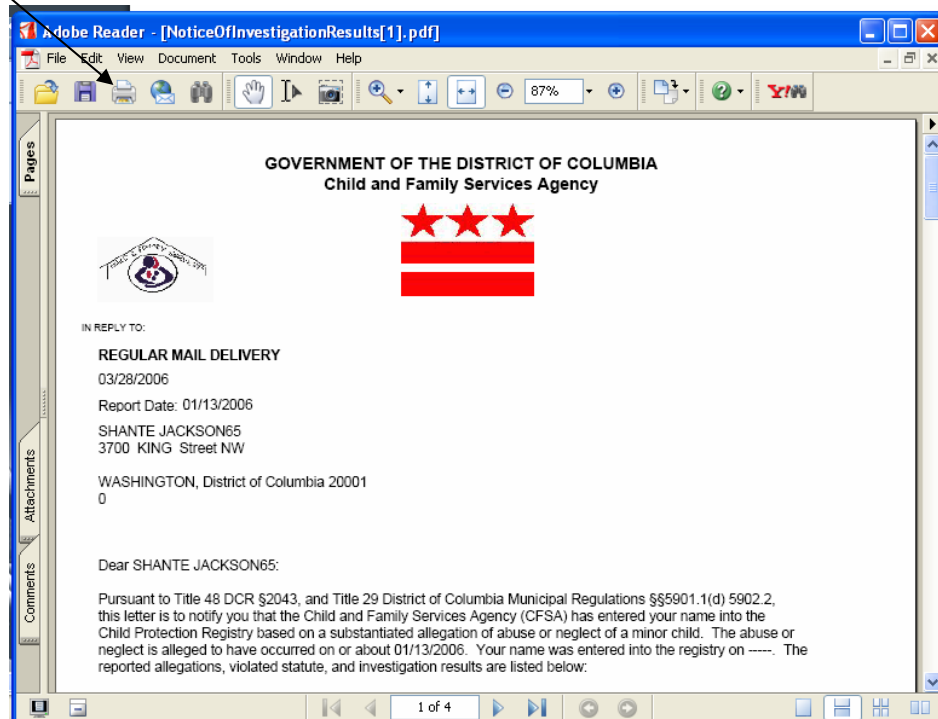 Adobe Reader - [NoticeOfInvestigationResults[1].pdf]
File Edit View Document Tools Window Help
87%
Y!
Pages
Attachments
Comments
GOVERNMENT OF THE DISTRICT OF COLUMBIA
Child and Family Services Agency
IN REPLY TO:
REGULAR MAIL DELIVERY
03/28/2006
Report Date: 01/13/2006
SHANTE JACKSON65
3700 KING Street NW
WASHINGTON, District of Columbia 20001
0
Dear SHANTE JACKSON65:
Pursuant to Title 48 DCR §2043, and Title 29 District of Columbia Municipal Regulations §§5901.1(d) 5902.2,
this letter is to notify you that the Child and Family Services Agency (CFSA) has entered your name into the
Child Protection Registry based on a substantiated allegation of abuse or neglect of a minor child. The abuse or
neglect is alleged to have occurred on or about 01/13/2006. Your name was entered into the registry on -----. The
reported allegations, violated statute, and investigation results are listed below:
1 of 4